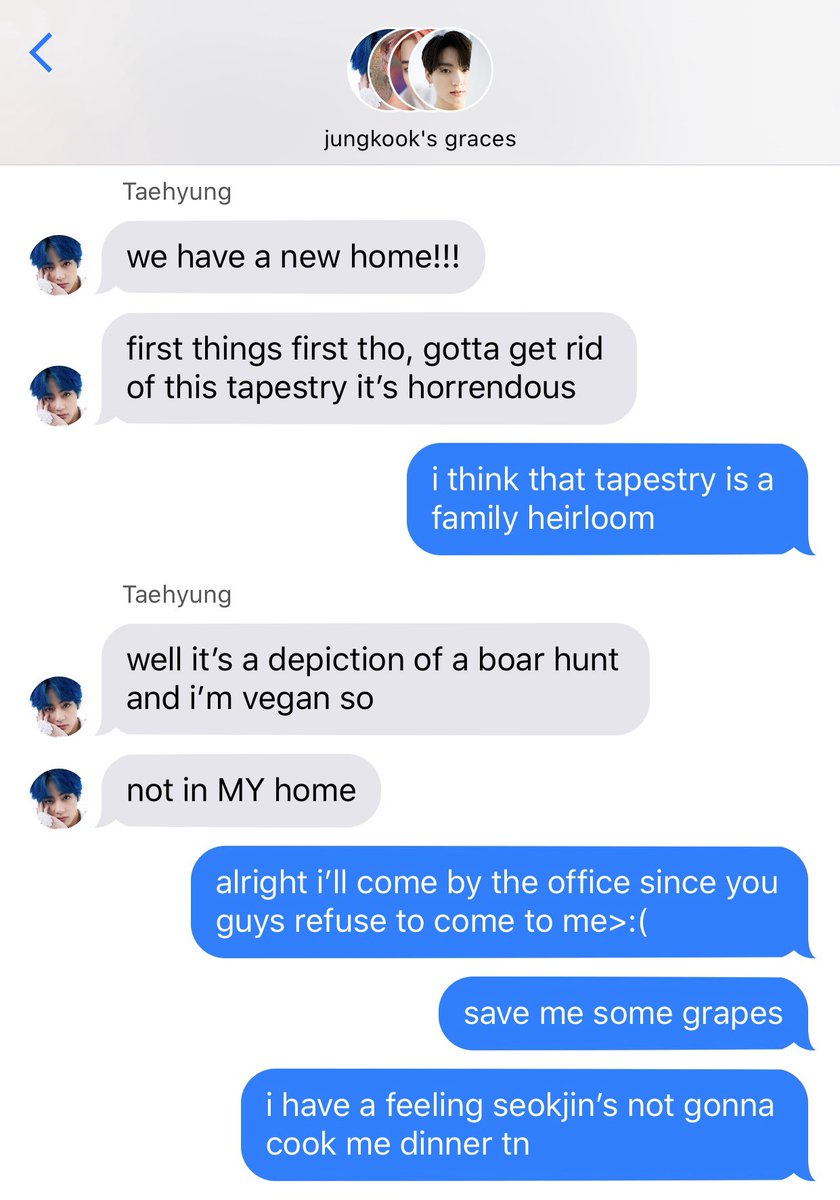 jungkook's graces
Taehyung
we have a new home!!!
first things first tho, gotta get rid
of this tapestry it’s horrendous
i think that tapestry is a
family heirloom
Taehyung
well it’s a depiction of a boar hunt
and i’m vegan so
not in MY home
alright i’ll come by the office since you
guys refuse to come to me>:(
save me some grapes
i have a feeling seokjin’s not gonna
cook me dinner tn